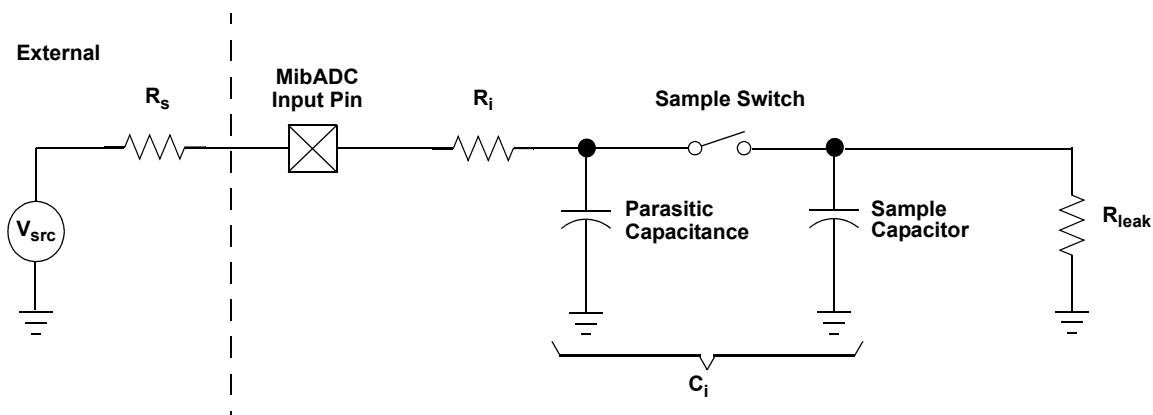 External
MibADC
Input Pin
Rs
Ri
Sample Switch
Vsrc
Parasitic
Capacitance
Sample
Capacitor
Rleak
Ci